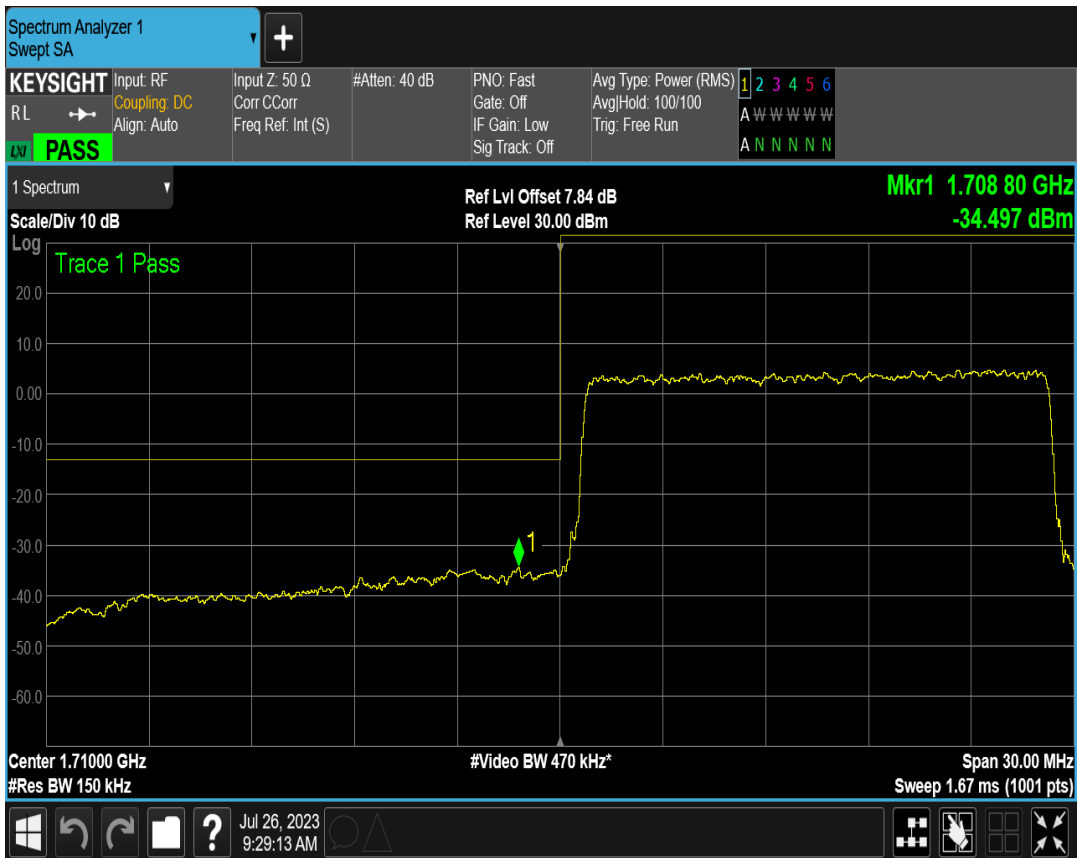 Spectrum Analyzer 1
Swept SA
+
KEYSIGHT
RL
LXI PASS
Input: RF
Coupling: DC
Align: Auto
Input Z: 50 Ω
Corr CCorr
Freq Ref: Int (S)
#Atten: 40 dB
PNO: Fast
Gate: Off
IF Gain: Low
Sig Track: Off
Avg Type: Power (RMS)
Avg|Hold: 100/100
Trig: Free Run
1 2 3 4 5 6
A W W W W W
A N N N N N
1 Spectrum
Scale/Div 10 dB
Ref Lvl Offset 7.84 dB
Ref Level 30.00 dBm
Mkr1 1.708 80 GHz
-34.497 dBm
Log
Trace 1 Pass
20.0
10.0
0.00
-10.0
-20.0
-30.0
1
-40.0
-50.0
-60.0
Center 1.71000 GHz
#Video BW 470 kHz*
Span 30.00 MHz
#Res BW 150 kHz
Sweep 1.67 ms (1001 pts)
?
Jul 26, 2023
9:29:13 AM